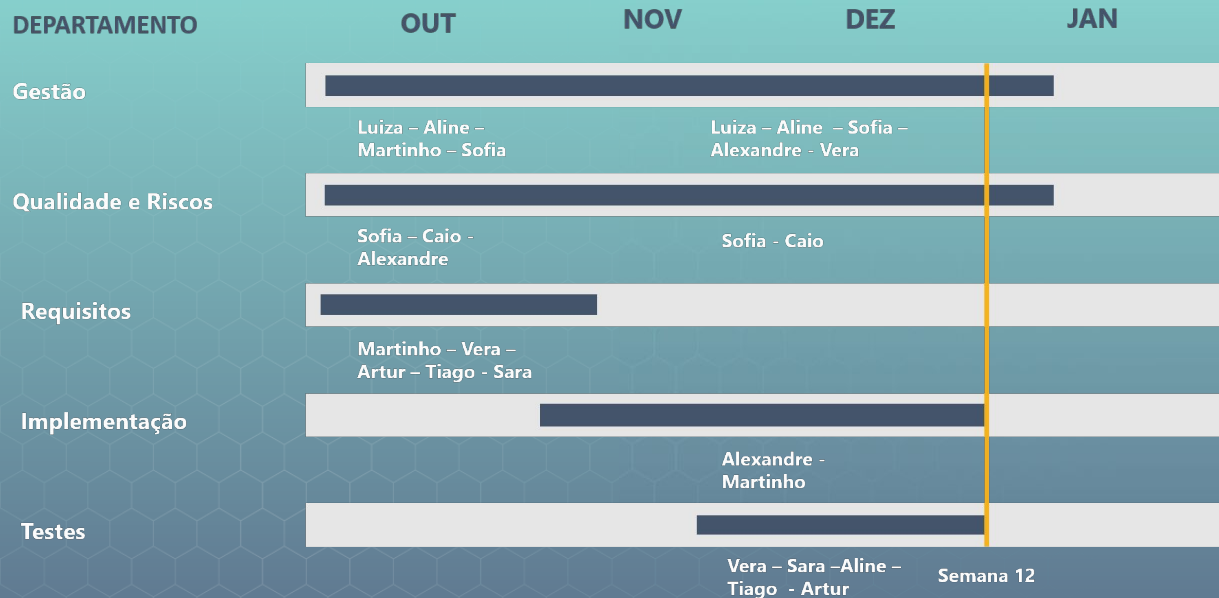 DEPARTAMENTO OUT NOV DEZ JAN
Gestão
Luiza – Aline –
Martinho – Sofia
Luiza – Aline – Sofia –
Alexandre - Vera
Qualidade e Riscos
Sofia – Caio -
Alexandre
Sofia - Caio
Requisitos
Martinho – Vera –
Artur – Tiago - Sara
Implementação
Alexandre -
Martinho
Testes
Vera – Sara –Aline –
Tiago - Artur
Semana 12